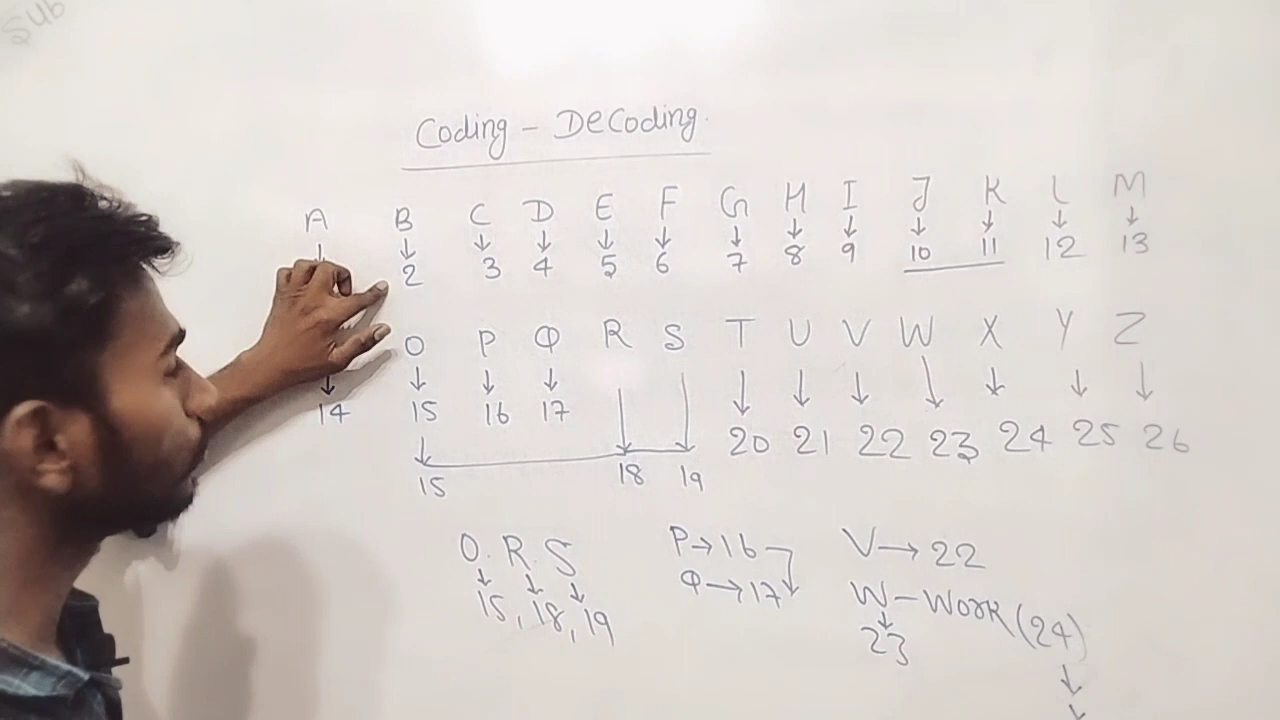 Sub
Coding - Decoding.
A B C D E F G H I J K L M
2 3 4 5 6 7 8 9 10 11 12 13
O P Q R S T U V W X Y Z
14 15 16 17 20 21 22 23 24 25 26
15 18 19
O. R. S P→16 V→22
15, 18, 19 Q→17 W-Work (24)
23